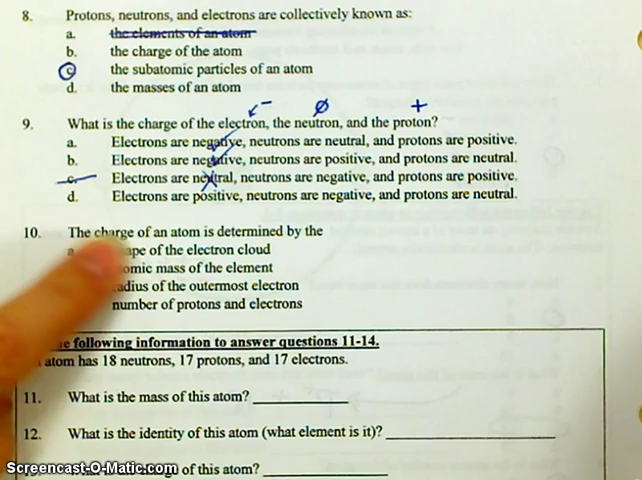 8. Protons, neutrons, and electrons are collectively known as:
a. the elements of an atom
b. the charge of the atom
c. the subatomic particles of an atom
d. the masses of an atom
- Ø +
9. What is the charge of the electron, the neutron, and the proton?
a. Electrons are negative, neutrons are neutral, and protons are positive.
b. Electrons are negative, neutrons are positive, and protons are neutral.
c. Electrons are neutral, neutrons are negative, and protons are positive.
d. Electrons are positive, neutrons are negative, and protons are neutral.
10. The charge of an atom is determined by the
a. ape of the electron cloud
omic mass of the element
adius of the outermost electron
number of protons and electrons
e following information to answer questions 11-14.
atom has 18 neutrons, 17 protons, and 17 electrons.
11. What is the mass of this atom? ____________
12. What is the identity of this atom (what element is it)? ____________
of this atom? ____________
Screencast-O-Matic.com